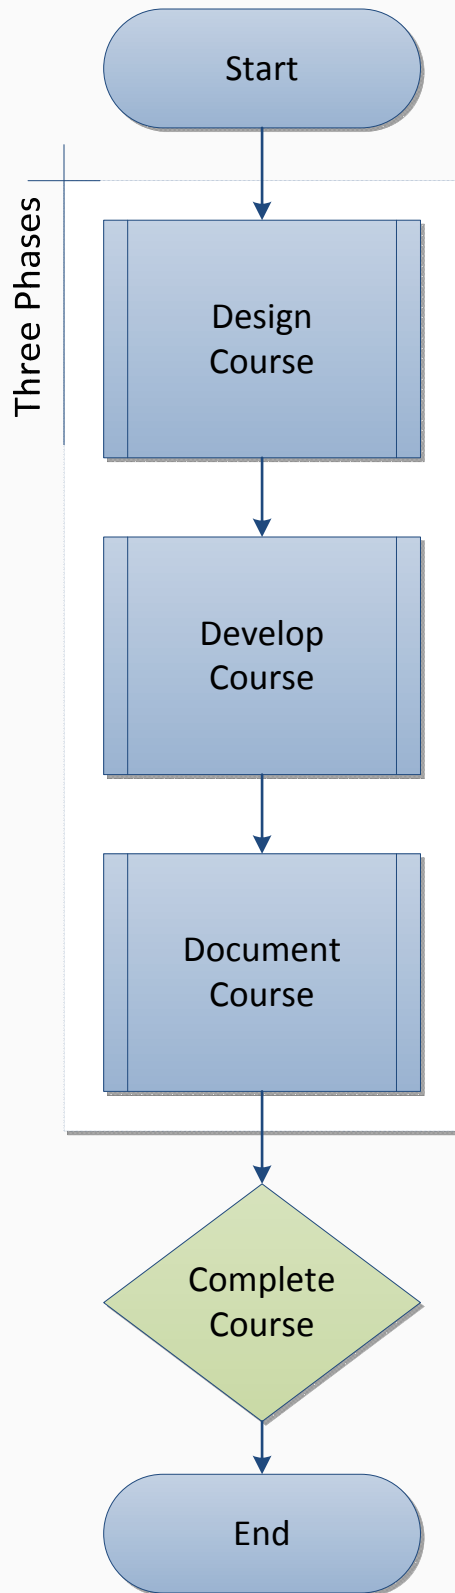 Start
Three Phases
Design
Course
Develop
Course
Document
Course
Complete
Course
End